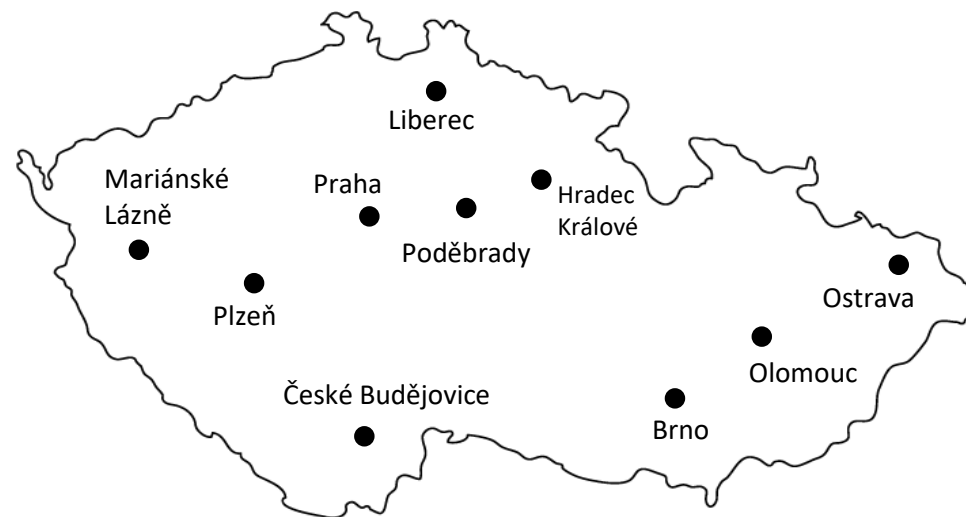 Liberec
Mariánské
Lázně
Praha
Hradec
Králové
Poděbrady
Plzeň
Ostrava
Olomouc
České Budějovice
Brno